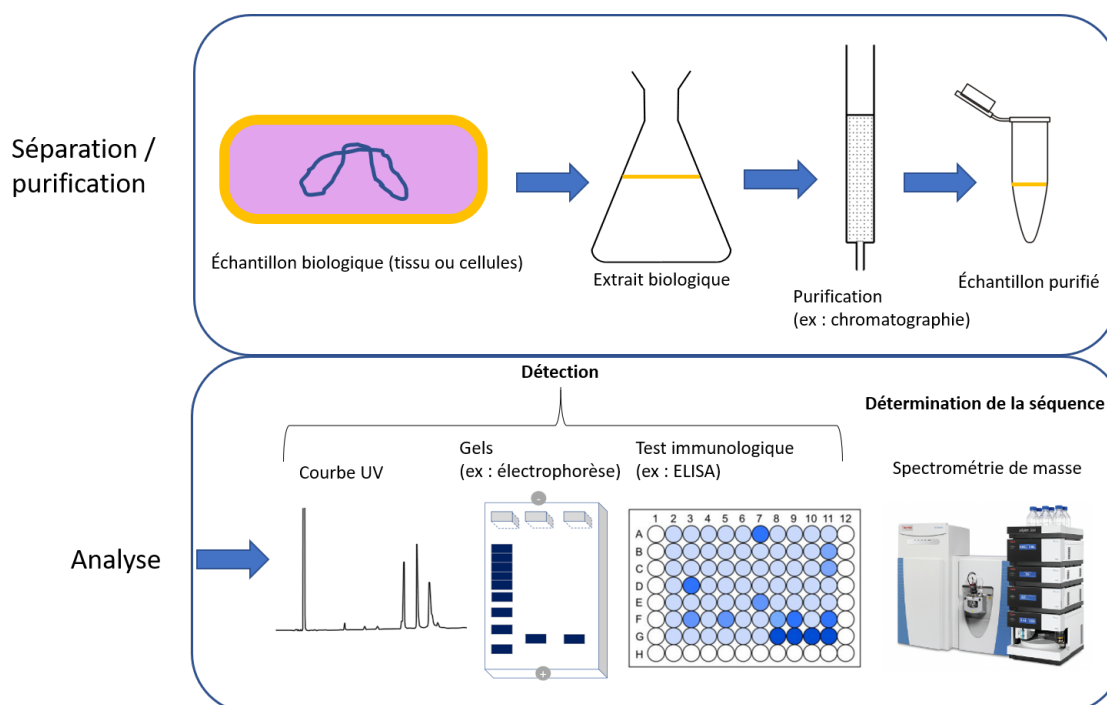 Séparation /
purification
Échantillon biologique (tissu ou cellules)
Extrait biologique
Purification
(ex : chromatographie)
Échantillon purifié
Détection
Détermination de la séquence
Courbe UV
Gels
(ex : électrophorèse)
Test immunologique
(ex : ELISA)
Spectrométrie de masse
Analyse
-
+
1 2 3 4 5 6 7 8 9 10 11 12
A
B
C
D
E
F
G
H